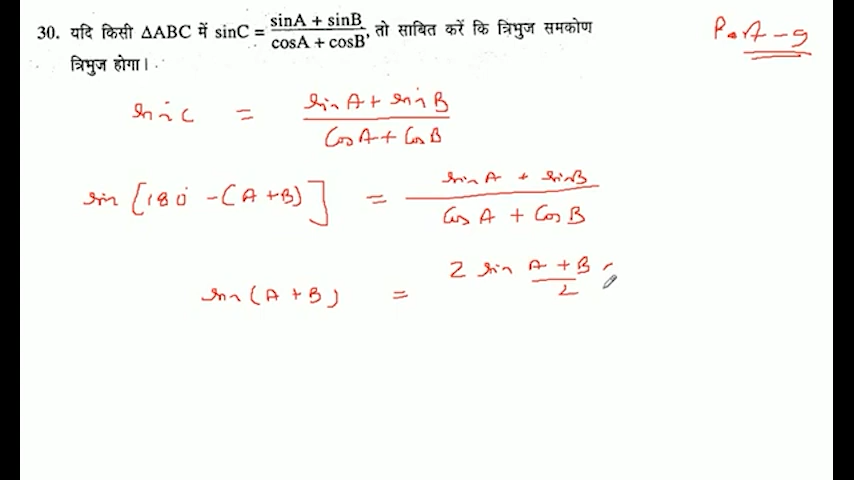 30. यदि किसी ΔABC में sinC = (sinA + sinB)/(cosA + cosB), तो साबित करें कि त्रिभुज समकोण
त्रिभुज होगा।
Part-9
sin C = (sin A + sin B)/(Cos A + Cos B)
sin [180° - (A + B)] = (sin A + sin B)/(Cos A + Cos B)
sin (A + B) = 2 sin (A + B)/2